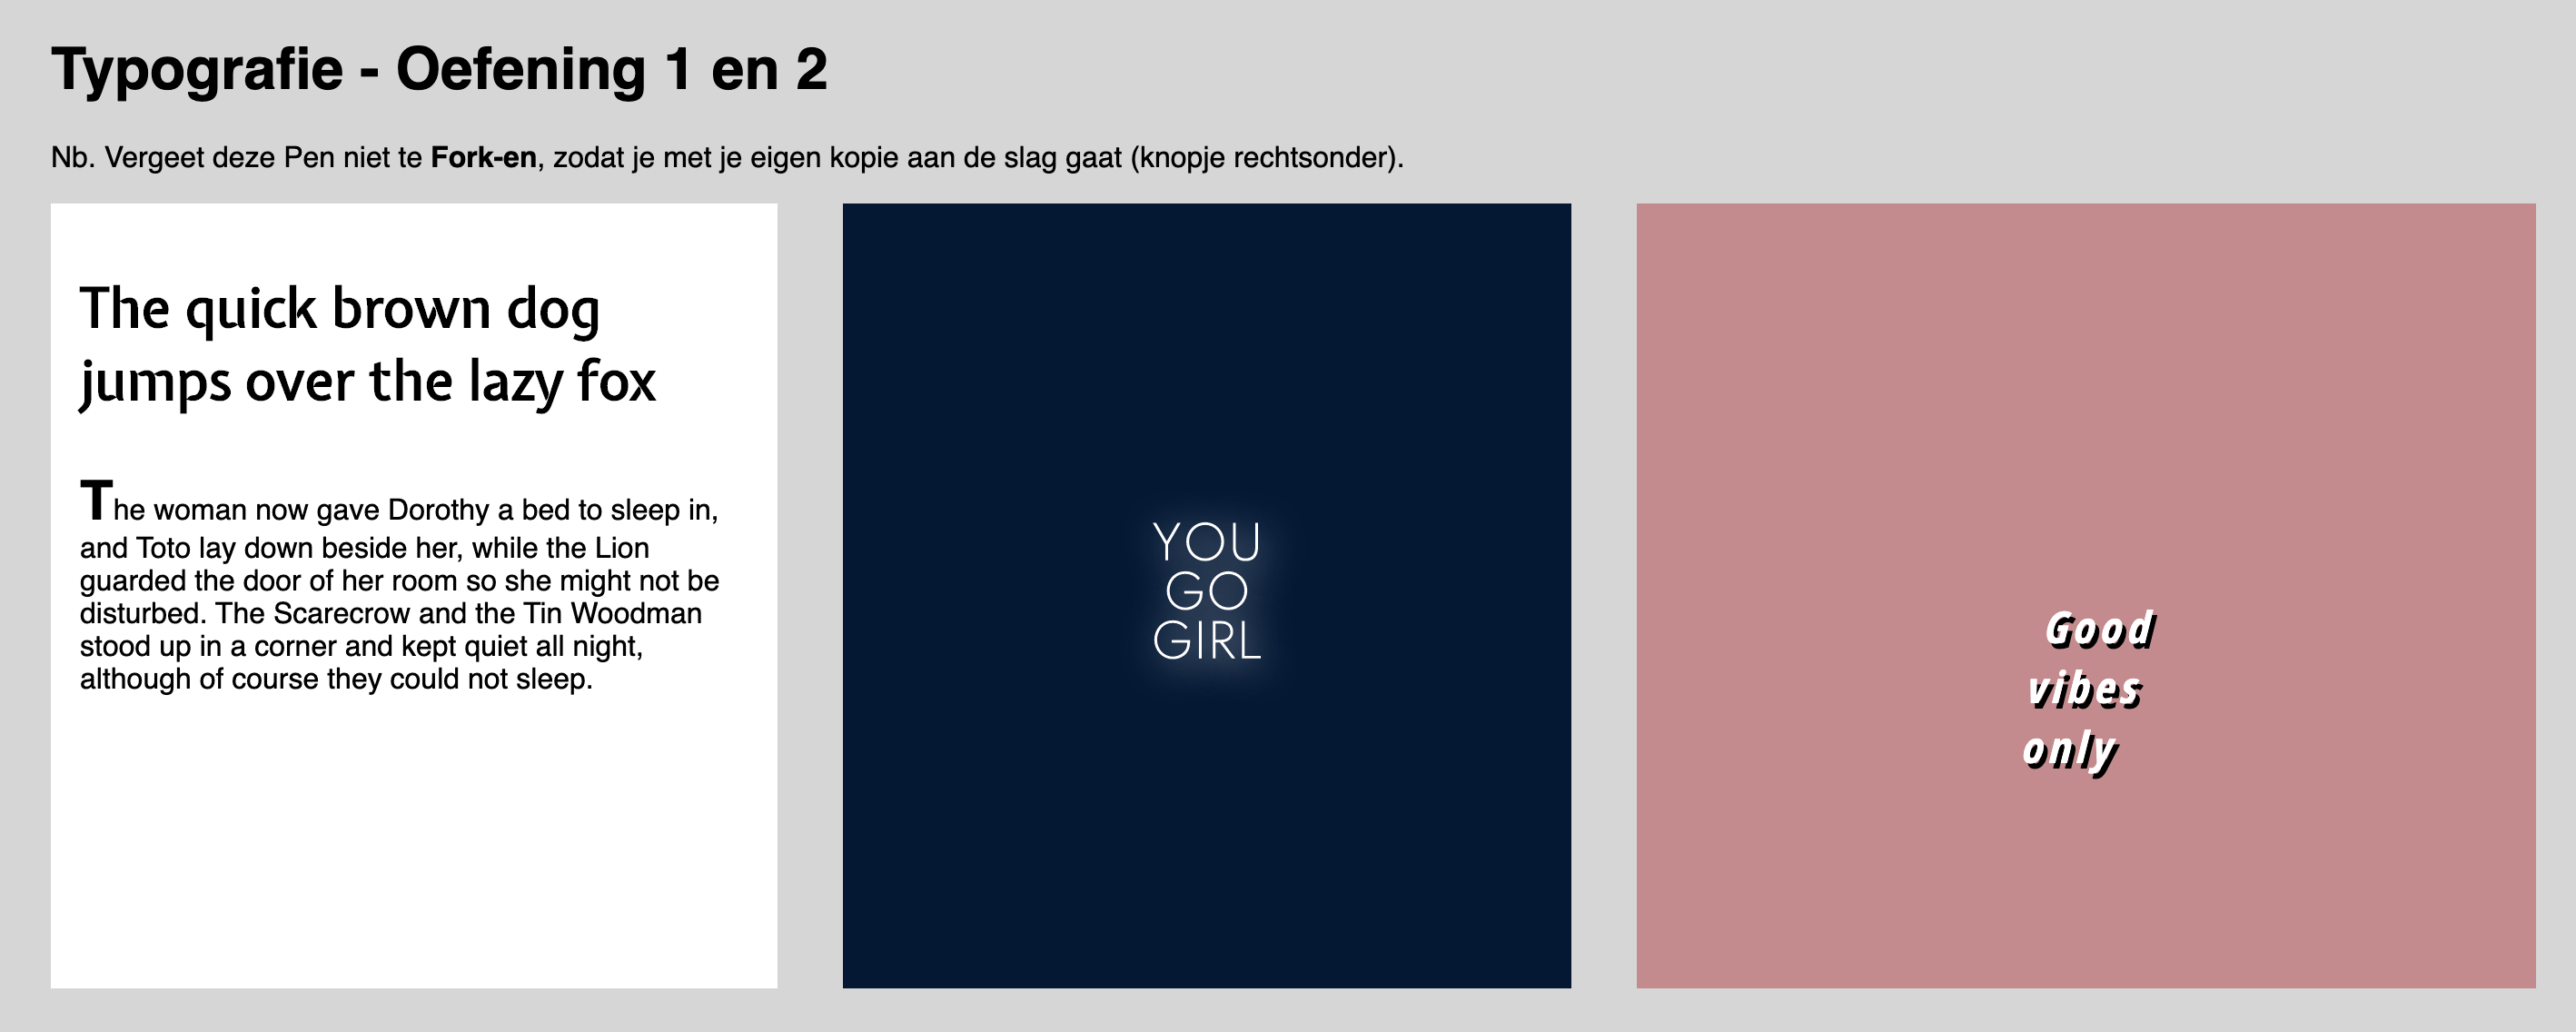 Typografie - Oefening 1 en 2
Nb. Vergeet deze Pen niet te Fork-en, zodat je met je eigen kopie aan de slag gaat (knopje rechtsonder).
The quick brown dog
jumps over the lazy fox
The woman now gave Dorothy a bed to sleep in,
and Toto lay down beside her, while the Lion
guarded the door of her room so she might not be
disturbed. The Scarecrow and the Tin Woodman
stood up in a corner and kept quiet all night,
although of course they could not sleep.
YOU
GO
GIRL
Good
vibes
only